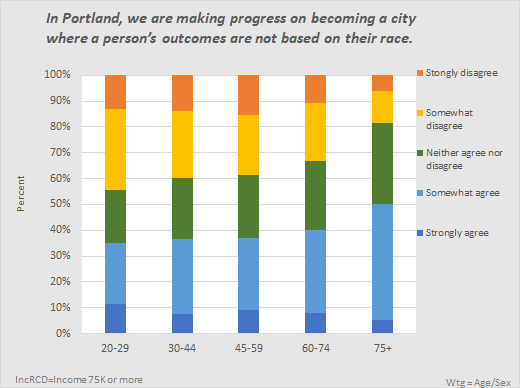 In Portland, we are making progress on becoming a city
where a person's outcomes are not based on their race.
100%
90%
80%
70%
60%
50%
40%
30%
20%
10%
0%
Percent
20-29
30-44
45-59
60-74
75+
Stongly disagree
Somewhat
disagree
Neither agree nor
disagree
Somewhat agree
Strongly agree
IncRCD=Income 75K or more
Wtg = Age/Sex